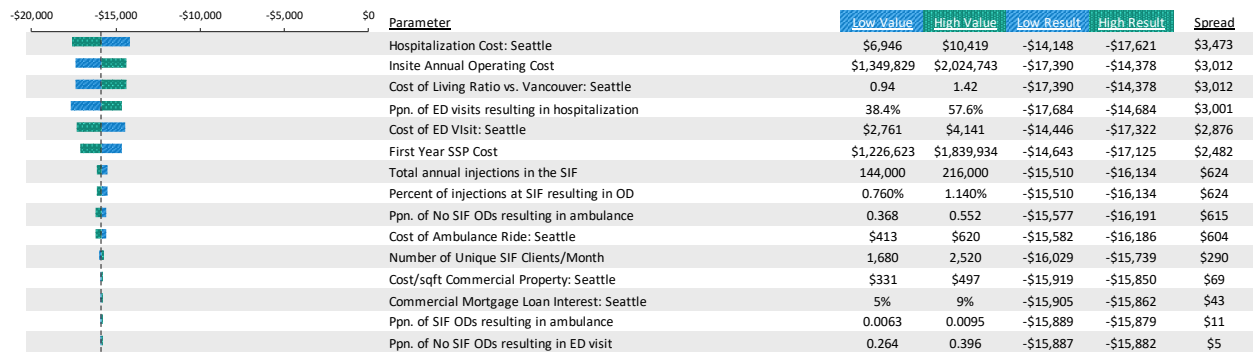 -$20,000 -$15,000 -$10,000 -$5,000 $0
Parameter Low Value High Value Low Result High Result Spread
Hospitalization Cost: Seattle $6,946 $10,419 -$14,148 -$17,621 $3,473
Insite Annual Operating Cost $1,349,829 $2,024,743 -$17,390 -$14,378 $3,012
Cost of Living Ratio vs. Vancouver: Seattle 0.94 1.42 -$17,390 -$14,378 $3,012
Ppn. of ED visits resulting in hospitalization 38.4% 57.6% -$17,684 -$14,684 $3,001
Cost of ED VIsit: Seattle $2,761 $4,141 -$14,446 -$17,322 $2,876
First Year SSP Cost $1,226,623 $1,839,934 -$14,643 -$17,125 $2,482
Total annual injections in the SIF 144,000 216,000 -$15,510 -$16,134 $624
Percent of injections at SIF resulting in OD 0.760% 1.140% -$15,510 -$16,134 $624
Ppn. of No SIF ODs resulting in ambulance 0.368 0.552 -$15,577 -$16,191 $615
Cost of Ambulance Ride: Seattle $413 $620 -$15,582 -$16,186 $604
Number of Unique SIF Clients/Month 1,680 2,520 -$16,029 -$15,739 $290
Cost/sqft Commercial Property: Seattle $331 $497 -$15,919 -$15,850 $69
Commercial Mortgage Loan Interest: Seattle 5% 9% -$15,905 -$15,862 $43
Ppn. of SIF ODs resulting in ambulance 0.0063 0.0095 -$15,889 -$15,879 $11
Ppn. of No SIF ODs resulting in ED visit 0.264 0.396 -$15,887 -$15,882 $5